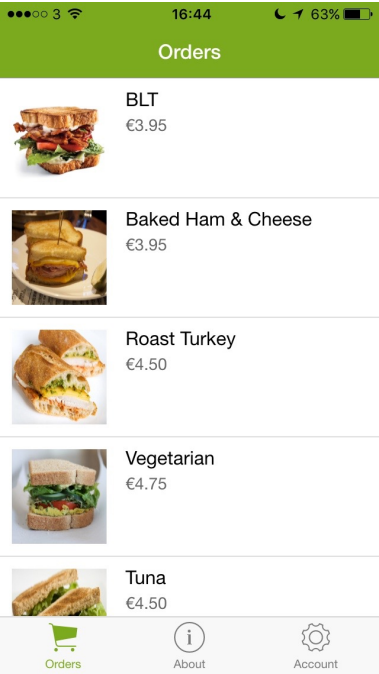 3 16:44 63%
Orders
BLT
€3.95
Baked Ham & Cheese
€3.95
Roast Turkey
€4.50
Vegetarian
€4.75
Tuna
€4.50
Orders About Account